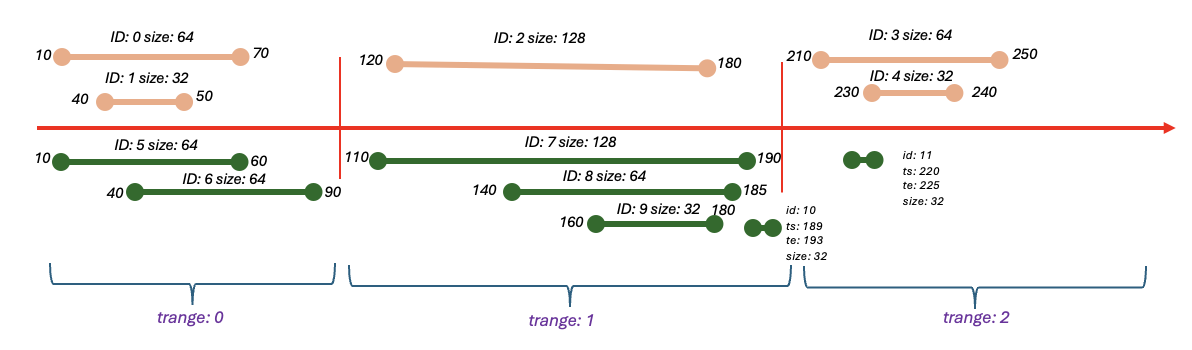 ID: 0 size: 64
10
70
ID: 1 size: 32
40
50
ID: 2 size: 128
120
180
ID: 3 size: 64
210
250
ID: 4 size: 32
230
240
ID: 5 size: 64
10
60
ID: 6 size: 64
40
90
ID: 7 size: 128
110
190
ID: 8 size: 64
140
185
ID: 9 size: 32
160
180
id: 10
ts: 189
te: 193
size: 32
id: 11
ts: 220
te: 225
size: 32
trange: 0
trange: 1
trange: 2